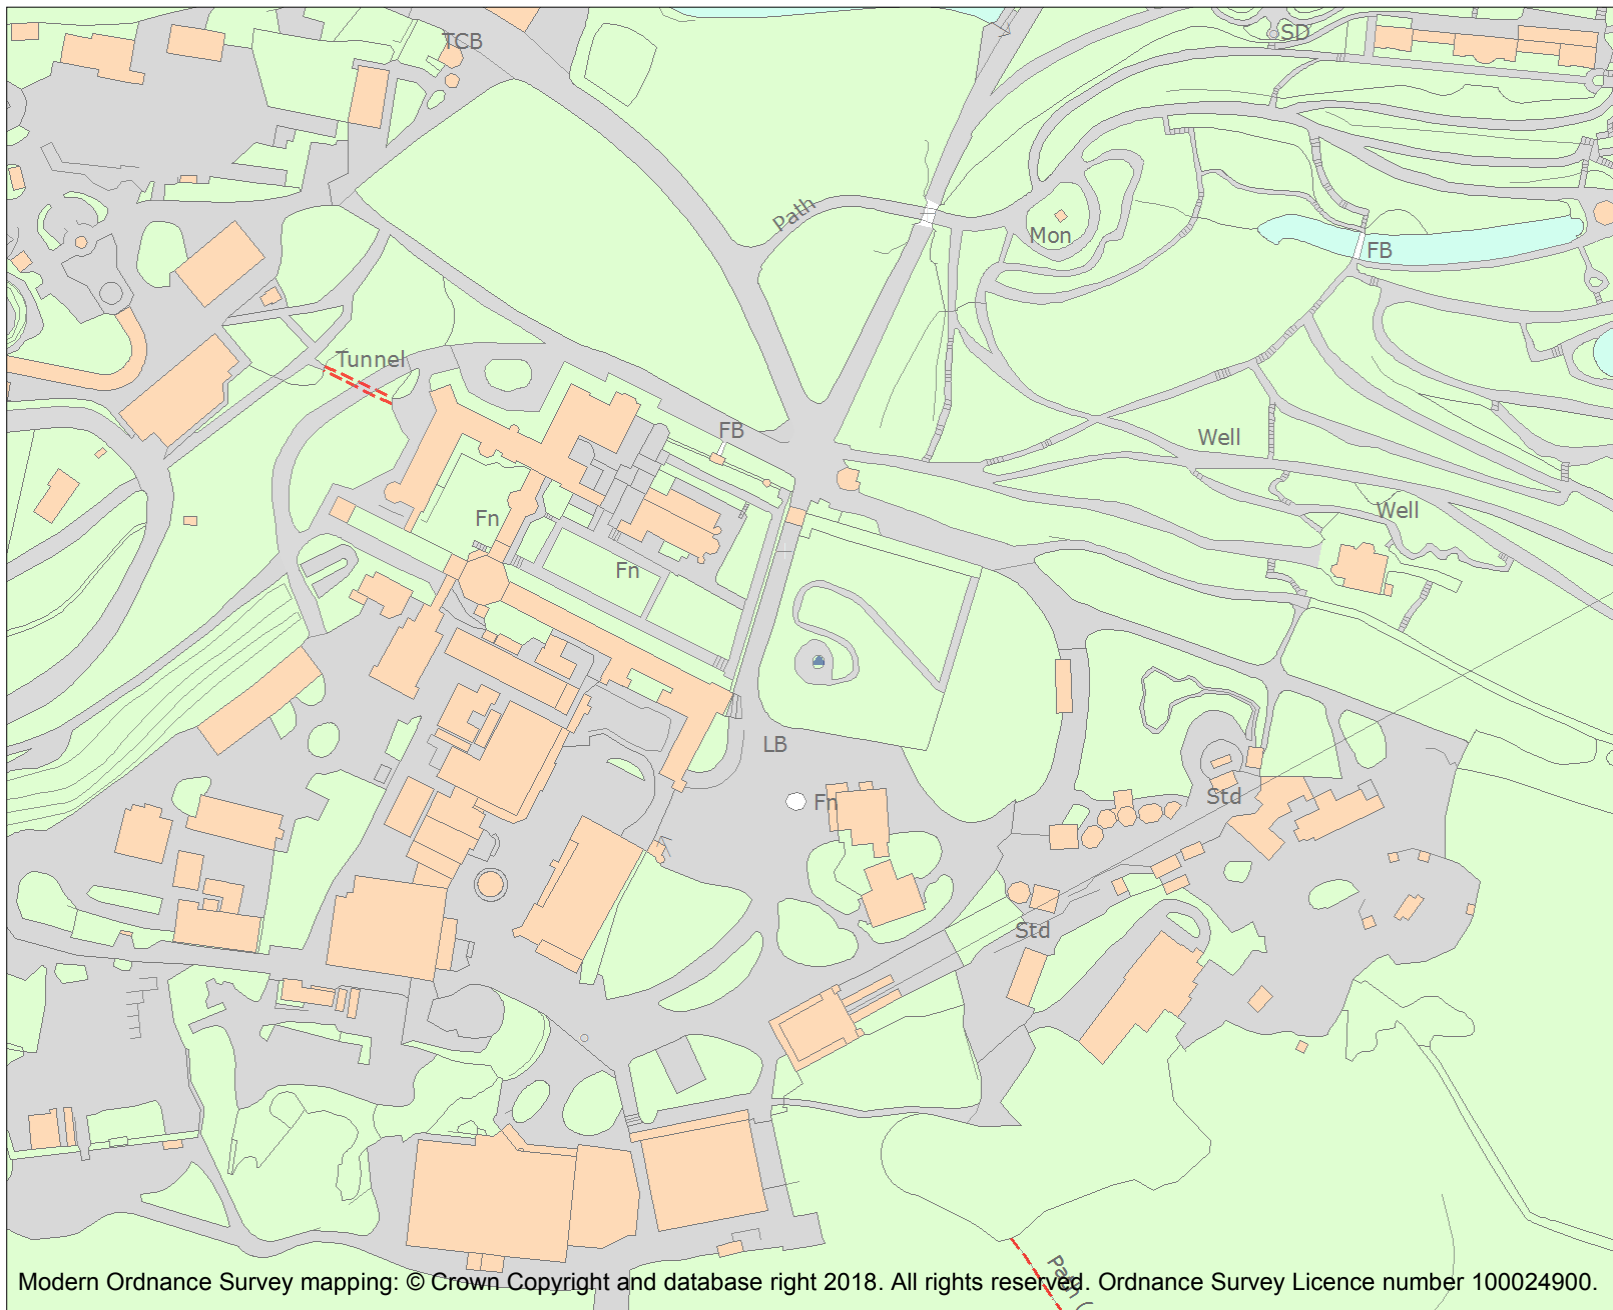 SD
TCB
Path
Mon
FB
Tunnel
FB
Well
Well
Fn
Fn
LB
Std
Fn
Std
Path (
Modern Ordnance Survey mapping: © Crown Copyright and database right 2018. All rights reserved. Ordnance Survey Licence number 100024900.